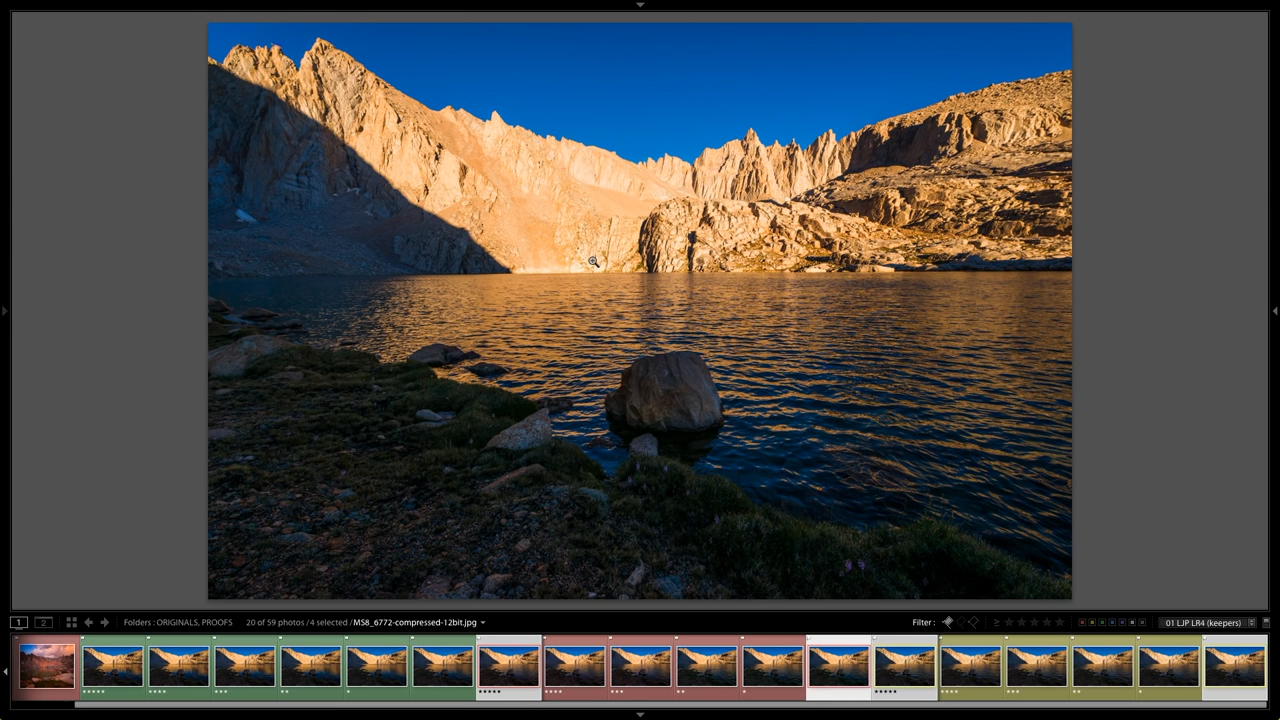 1 2 Folders : ORIGINALS, PROOFS 20 of 59 photos /4 selected /MS8_6772-compressed-12bit.jpg Filter : ≥ ★★★★★ 01 LJP LR4 (keepers)
★★★★★ ★★★★ ★★★ ★★ ★ ★★★★★ ★★★★ ★★★ ★★ ★ ★★★★★ ★★★★ ★★★ ★★ ★